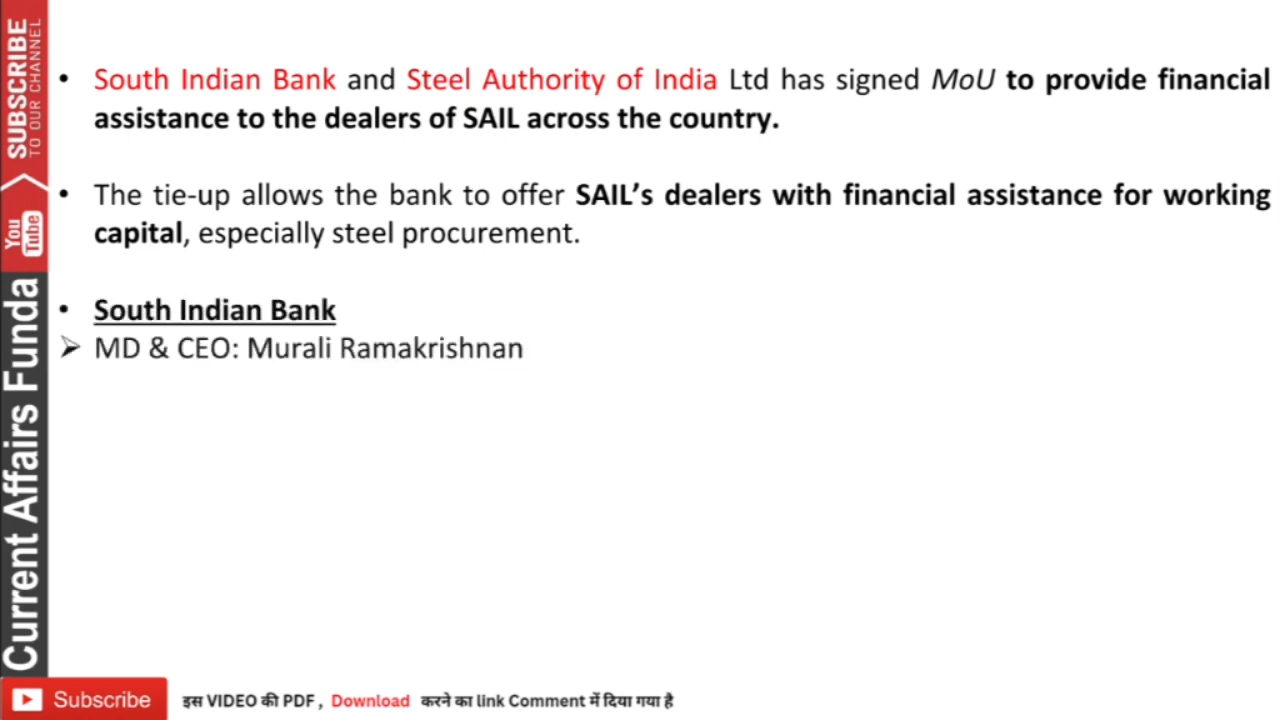 • South Indian Bank and Steel Authority of India Ltd has signed MoU to provide financial
assistance to the dealers of SAIL across the country.
• The tie-up allows the bank to offer SAIL’s dealers with financial assistance for working
capital, especially steel procurement.
• South Indian Bank
➢ MD & CEO: Murali Ramakrishnan
SUBSCRIBE
TO OUR CHANNEL
You
Tube
Current Affairs Funda
Subscribe
इस VIDEO की PDF , Download करने का link Comment में दिया गया है